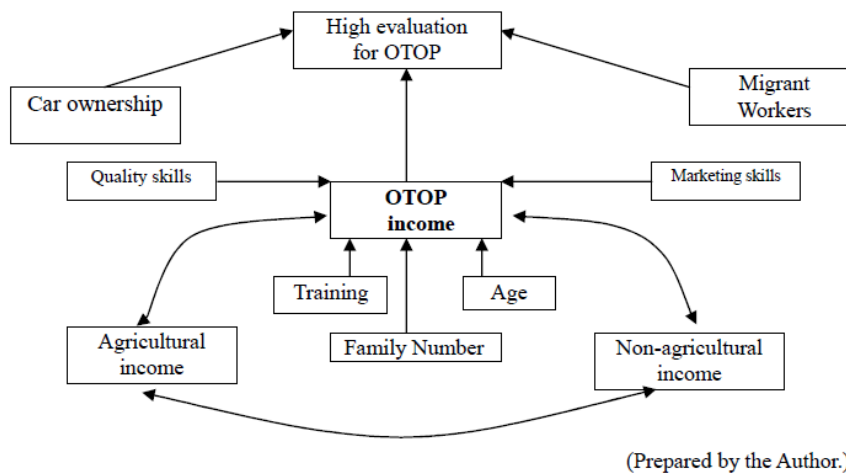 High evaluation
for OTOP
Car ownership
Migrant
Workers
Quality skills
Marketing skills
OTOP
income
Training
Age
Agricultural
income
Family Number
Non-agricultural
income
(Prepared by the Author.)